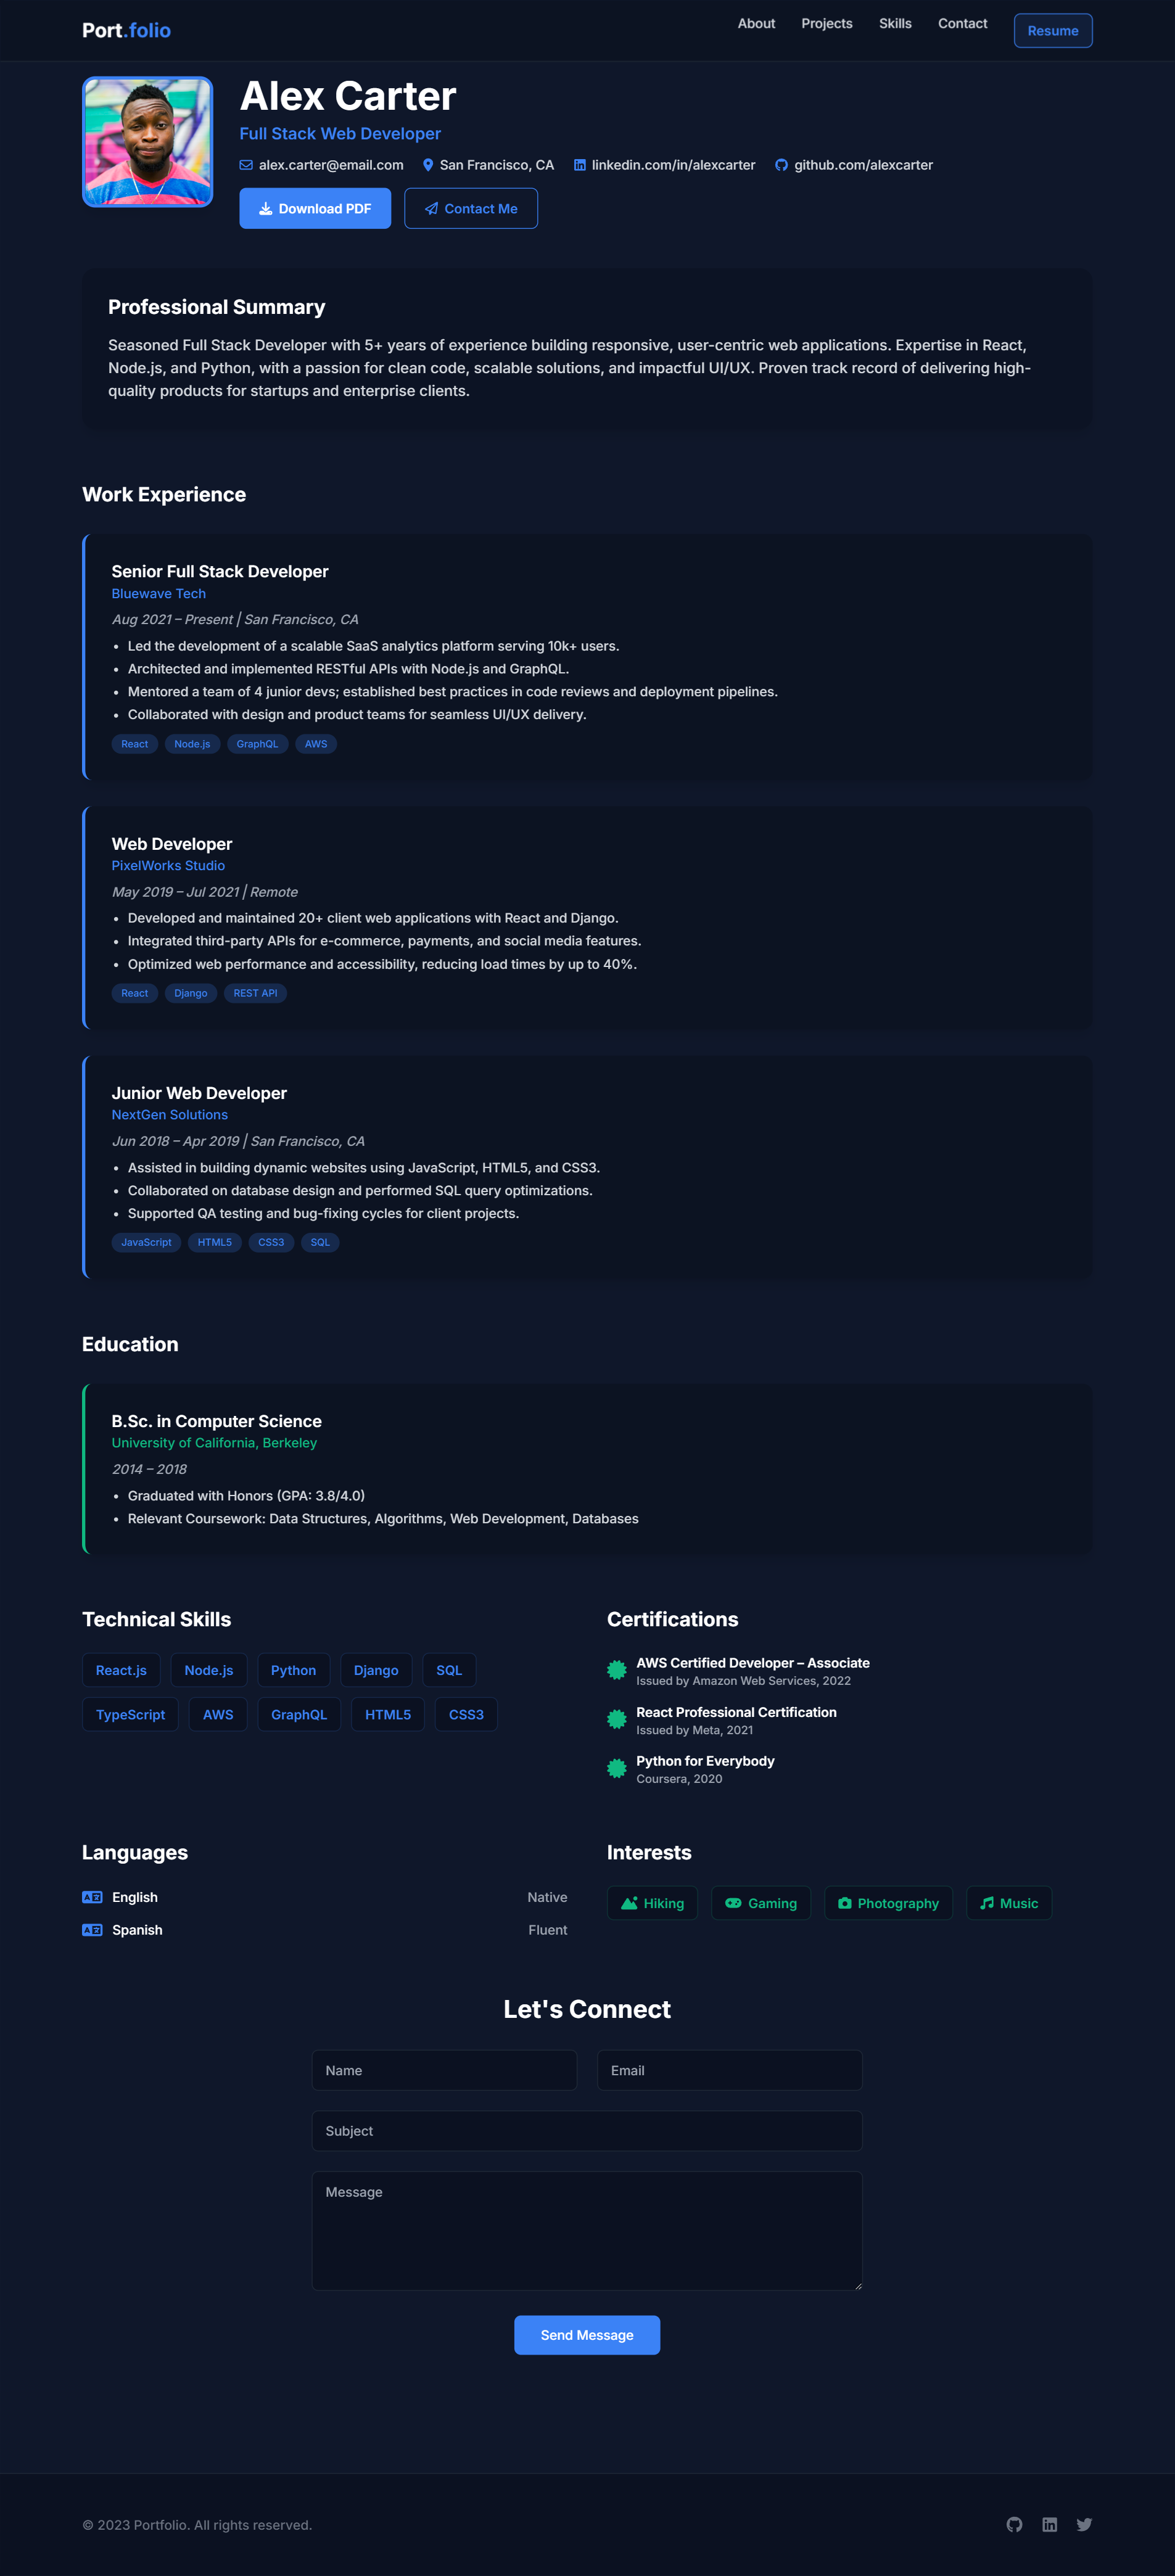 Port.folio
About Projects Skills Contact Resume
Alex Carter
Full Stack Web Developer
alex.carter@email.com San Francisco, CA linkedin.com/in/alexcarter github.com/alexcarter
Download PDF Contact Me
Professional Summary
Seasoned Full Stack Developer with 5+ years of experience building responsive, user-centric web applications. Expertise in React,
Node.js, and Python, with a passion for clean code, scalable solutions, and impactful UI/UX. Proven track record of delivering high-
quality products for startups and enterprise clients.
Work Experience
Senior Full Stack Developer
Bluewave Tech
Aug 2021 – Present | San Francisco, CA
• Led the development of a scalable SaaS analytics platform serving 10k+ users.
• Architected and implemented RESTful APIs with Node.js and GraphQL.
• Mentored a team of 4 junior devs; established best practices in code reviews and deployment pipelines.
• Collaborated with design and product teams for seamless UI/UX delivery.
React Node.js GraphQL AWS
Web Developer
PixelWorks Studio
May 2019 – Jul 2021 | Remote
• Developed and maintained 20+ client web applications with React and Django.
• Integrated third-party APIs for e-commerce, payments, and social media features.
• Optimized web performance and accessibility, reducing load times by up to 40%.
React Django REST API
Junior Web Developer
NextGen Solutions
Jun 2018 – Apr 2019 | San Francisco, CA
• Assisted in building dynamic websites using JavaScript, HTML5, and CSS3.
• Collaborated on database design and performed SQL query optimizations.
• Supported QA testing and bug-fixing cycles for client projects.
JavaScript HTML5 CSS3 SQL
Education
B.Sc. in Computer Science
University of California, Berkeley
2014 – 2018
• Graduated with Honors (GPA: 3.8/4.0)
• Relevant Coursework: Data Structures, Algorithms, Web Development, Databases
Technical Skills
React.js Node.js Python Django SQL
TypeScript AWS GraphQL HTML5 CSS3
Certifications
AWS Certified Developer – Associate
Issued by Amazon Web Services, 2022
React Professional Certification
Issued by Meta, 2021
Python for Everybody
Coursera, 2020
Languages
English Native
Spanish Fluent
Interests
Hiking Gaming Photography Music
Let's Connect
Name Email
Subject
Message
Send Message
© 2023 Portfolio. All rights reserved.